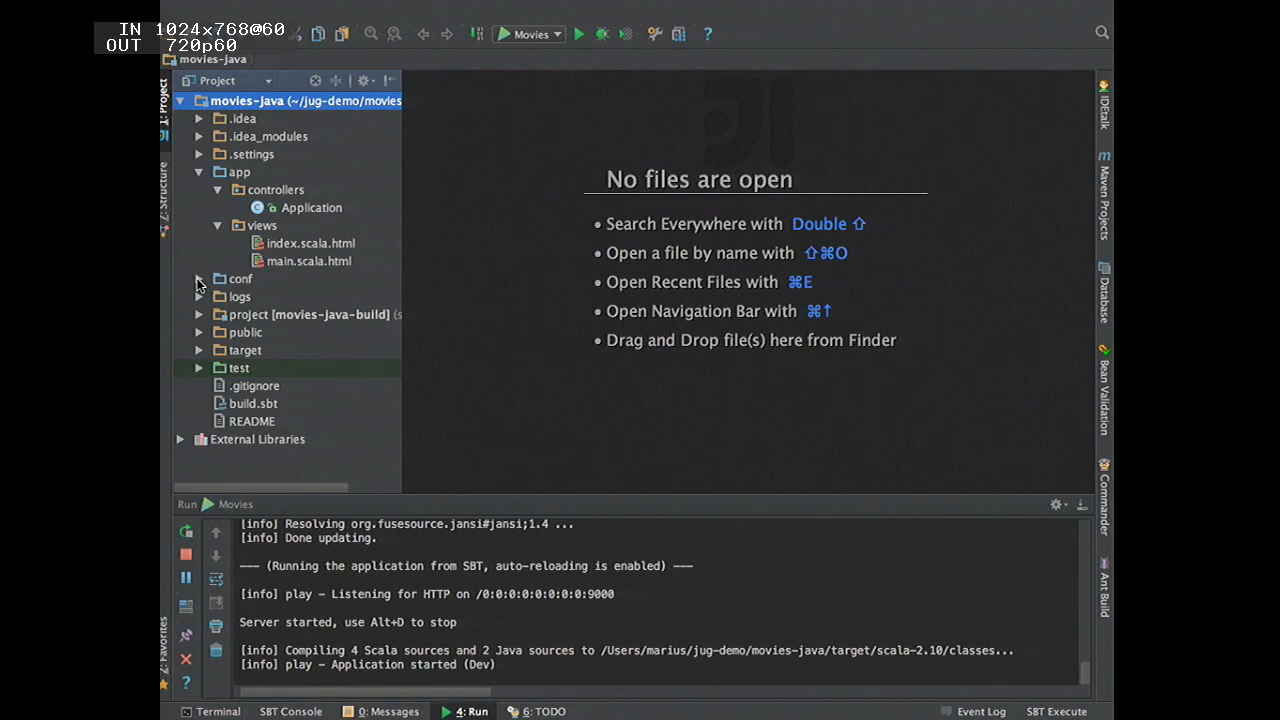 IN 1024x768@60
OUT 720p60
Movies
?
movies-java
Project
movies-java (~/jug-demo/movies
.idea
.idea_modules
.settings
app
controllers
Application
views
index.scala.html
main.scala.html
conf
logs
project [movies-java-build] (s
public
target
test
.gitignore
build.sbt
README
External Libraries
1: Project
Z: Structure
2: Favorites
No files are open
• Search Everywhere with Double ⇧
• Open a file by name with ⇧⌘O
• Open Recent Files with ⌘E
• Open Navigation Bar with ⌘↑
• Drag and Drop file(s) here from Finder
IDEtalk
Maven Projects
Database
Bean Validation
Commander
Ant Build
Run Movies
[info] Resolving org.fusesource.jansi#jansi;1.4 ...
[info] Done updating.
--- (Running the application from SBT, auto-reloading is enabled) ---
[info] play - Listening for HTTP on /0:0:0:0:0:0:0:0:9000
Server started, use Alt+D to stop
[info] Compiling 4 Scala sources and 2 Java sources to /Users/marius/jug-demo/movies-java/target/scala-2.10/classes...
[info] play - Application started (Dev)
?
Terminal
SBT Console
0: Messages
4: Run
6: TODO
Event Log
SBT Execute